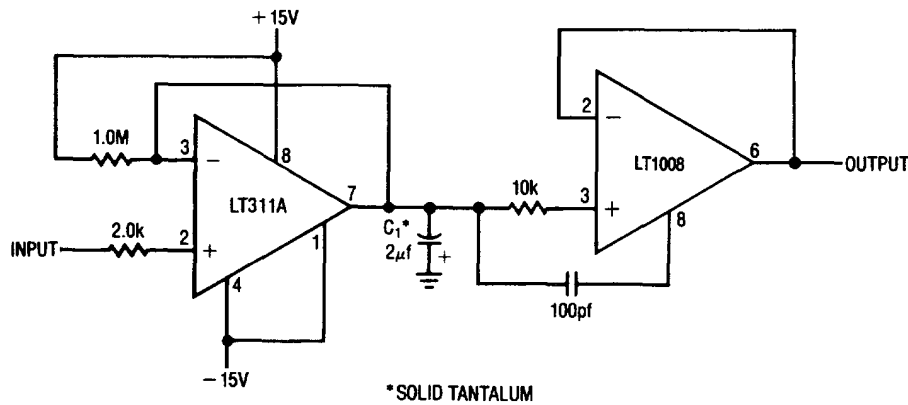 +15V
1.0M
3
−
8
LT311A
7
INPUT
2.0k
2
+
1
4
−15V
C₁*
2μf
+
10k
100pf
2
−
LT1008
6
OUTPUT
3
+
8
*SOLID TANTALUM